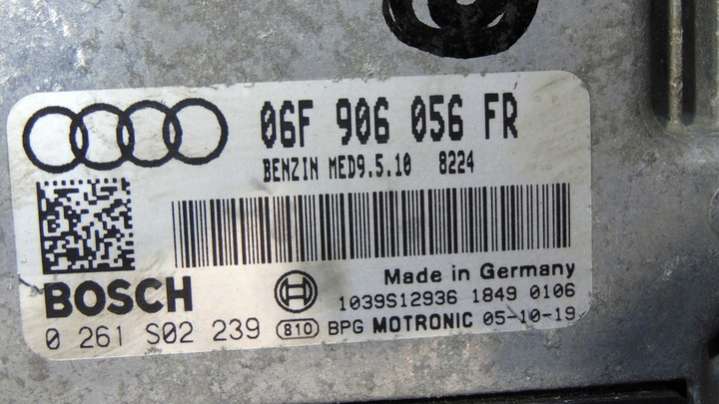 06F 906 056 FR
BENZIN MED9.5.10 8224
Made in Germany
BOSCH
1039S12936 1849 0106
0 261 S02 239 810 BPG MOTRONIC 05-10-19